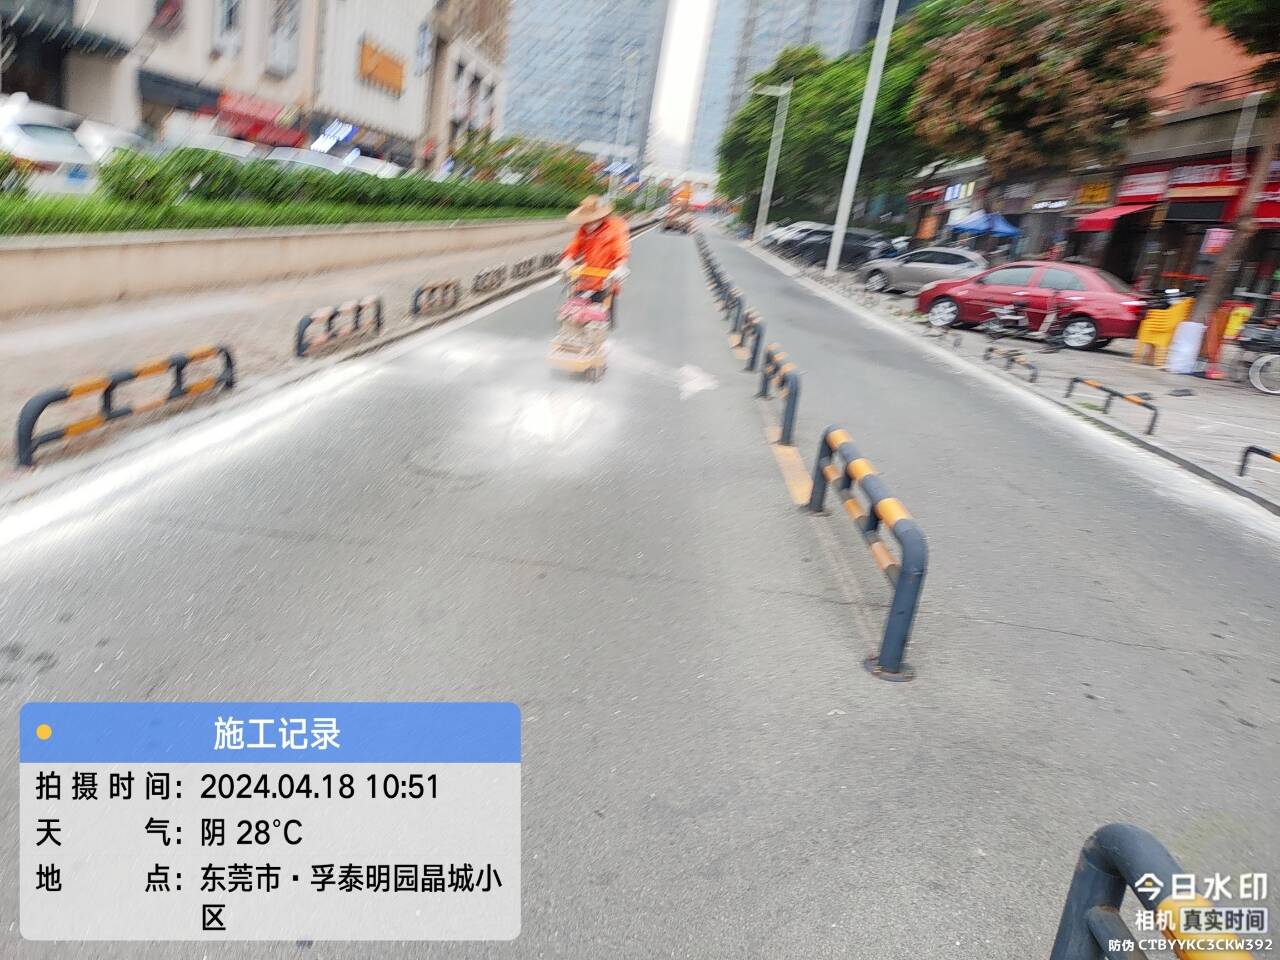 施工记录
拍摄时间：2024.04.18 10:51
天气：阴 28°C
地点：东莞市·孚泰明园晶城小
区
今日水印
相机 真实时间
防伪 CTBYYKC3CKW392